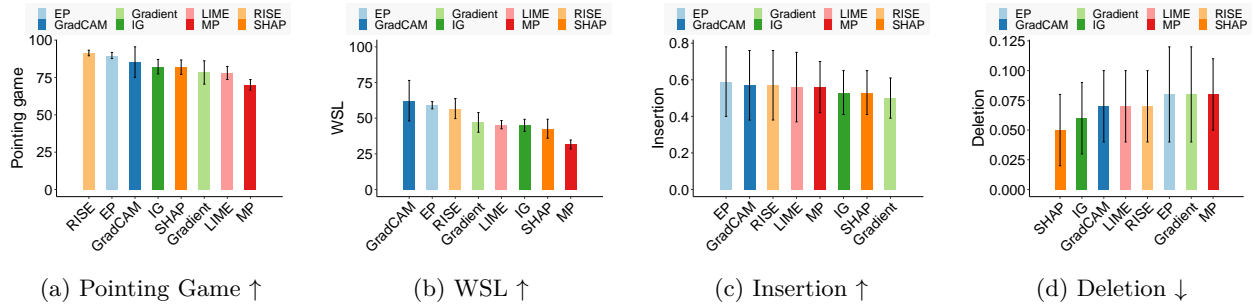 EP Gradient LIME RISE
GradCAM IG MP SHAP
Pointing game
100
75
50
25
0
RISE EP GradCAM IG SHAP Gradient LIME MP
(a) Pointing Game ↑
EP Gradient LIME RISE
GradCAM IG MP SHAP
WSL
100
75
50
25
0
GradCAM EP RISE Gradient LIME IG SHAP MP
(b) WSL ↑
EP Gradient LIME RISE
GradCAM IG MP SHAP
Insertion
0.8
0.6
0.4
0.2
0.0
EP GradCAM RISE LIME MP IG SHAP Gradient
(c) Insertion ↑
EP Gradient LIME RISE
GradCAM IG MP SHAP
Deletion
0.125
0.100
0.075
0.050
0.025
0.000
SHAP IG GradCAM LIME RISE EP Gradient MP
(d) Deletion ↓